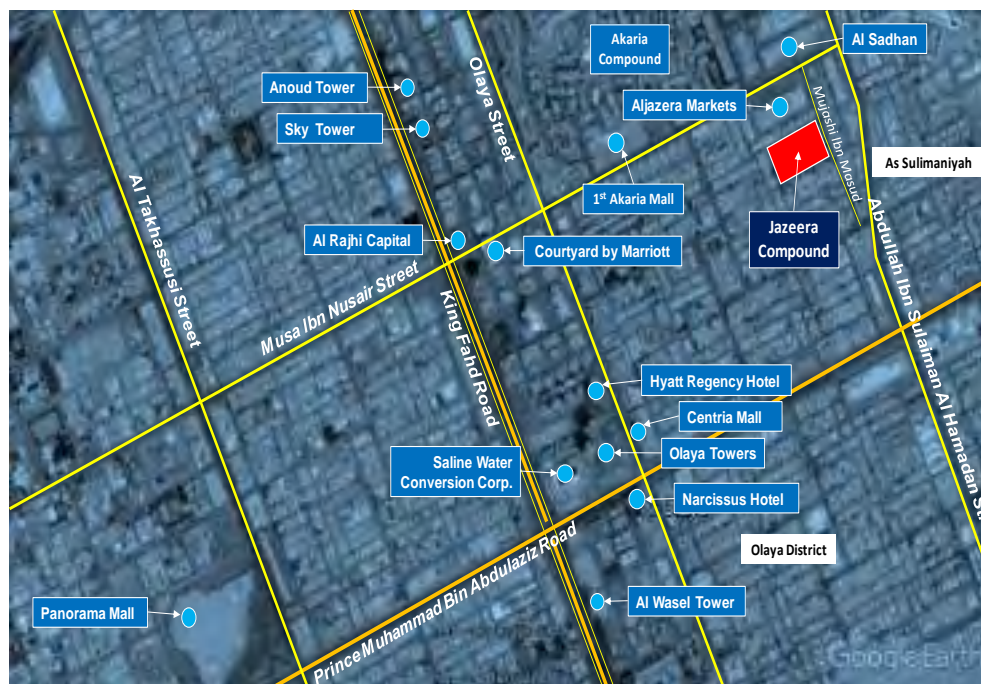 Akaria
Compound
Al Sadhan
Anoud Tower
Olaya Street
Aljazera Markets
Mujashi Ibn Masud
Sky Tower
As Sulimaniyah
Al Takhassusi Street
1st Akaria Mall
Jazeera
Compound
Abdullah Ibn Sulaiman Al Hamadan St
Al Rajhi Capital
Courtyard by Marriott
Musa Ibn Nusair Street
King Fahd Road
Hyatt Regency Hotel
Centria Mall
Olaya Towers
Saline Water
Conversion Corp.
Narcissus Hotel
Olaya District
Prince Muhammad Bin Abdulaziz Road
Panorama Mall
Al Wasel Tower
Google Earth